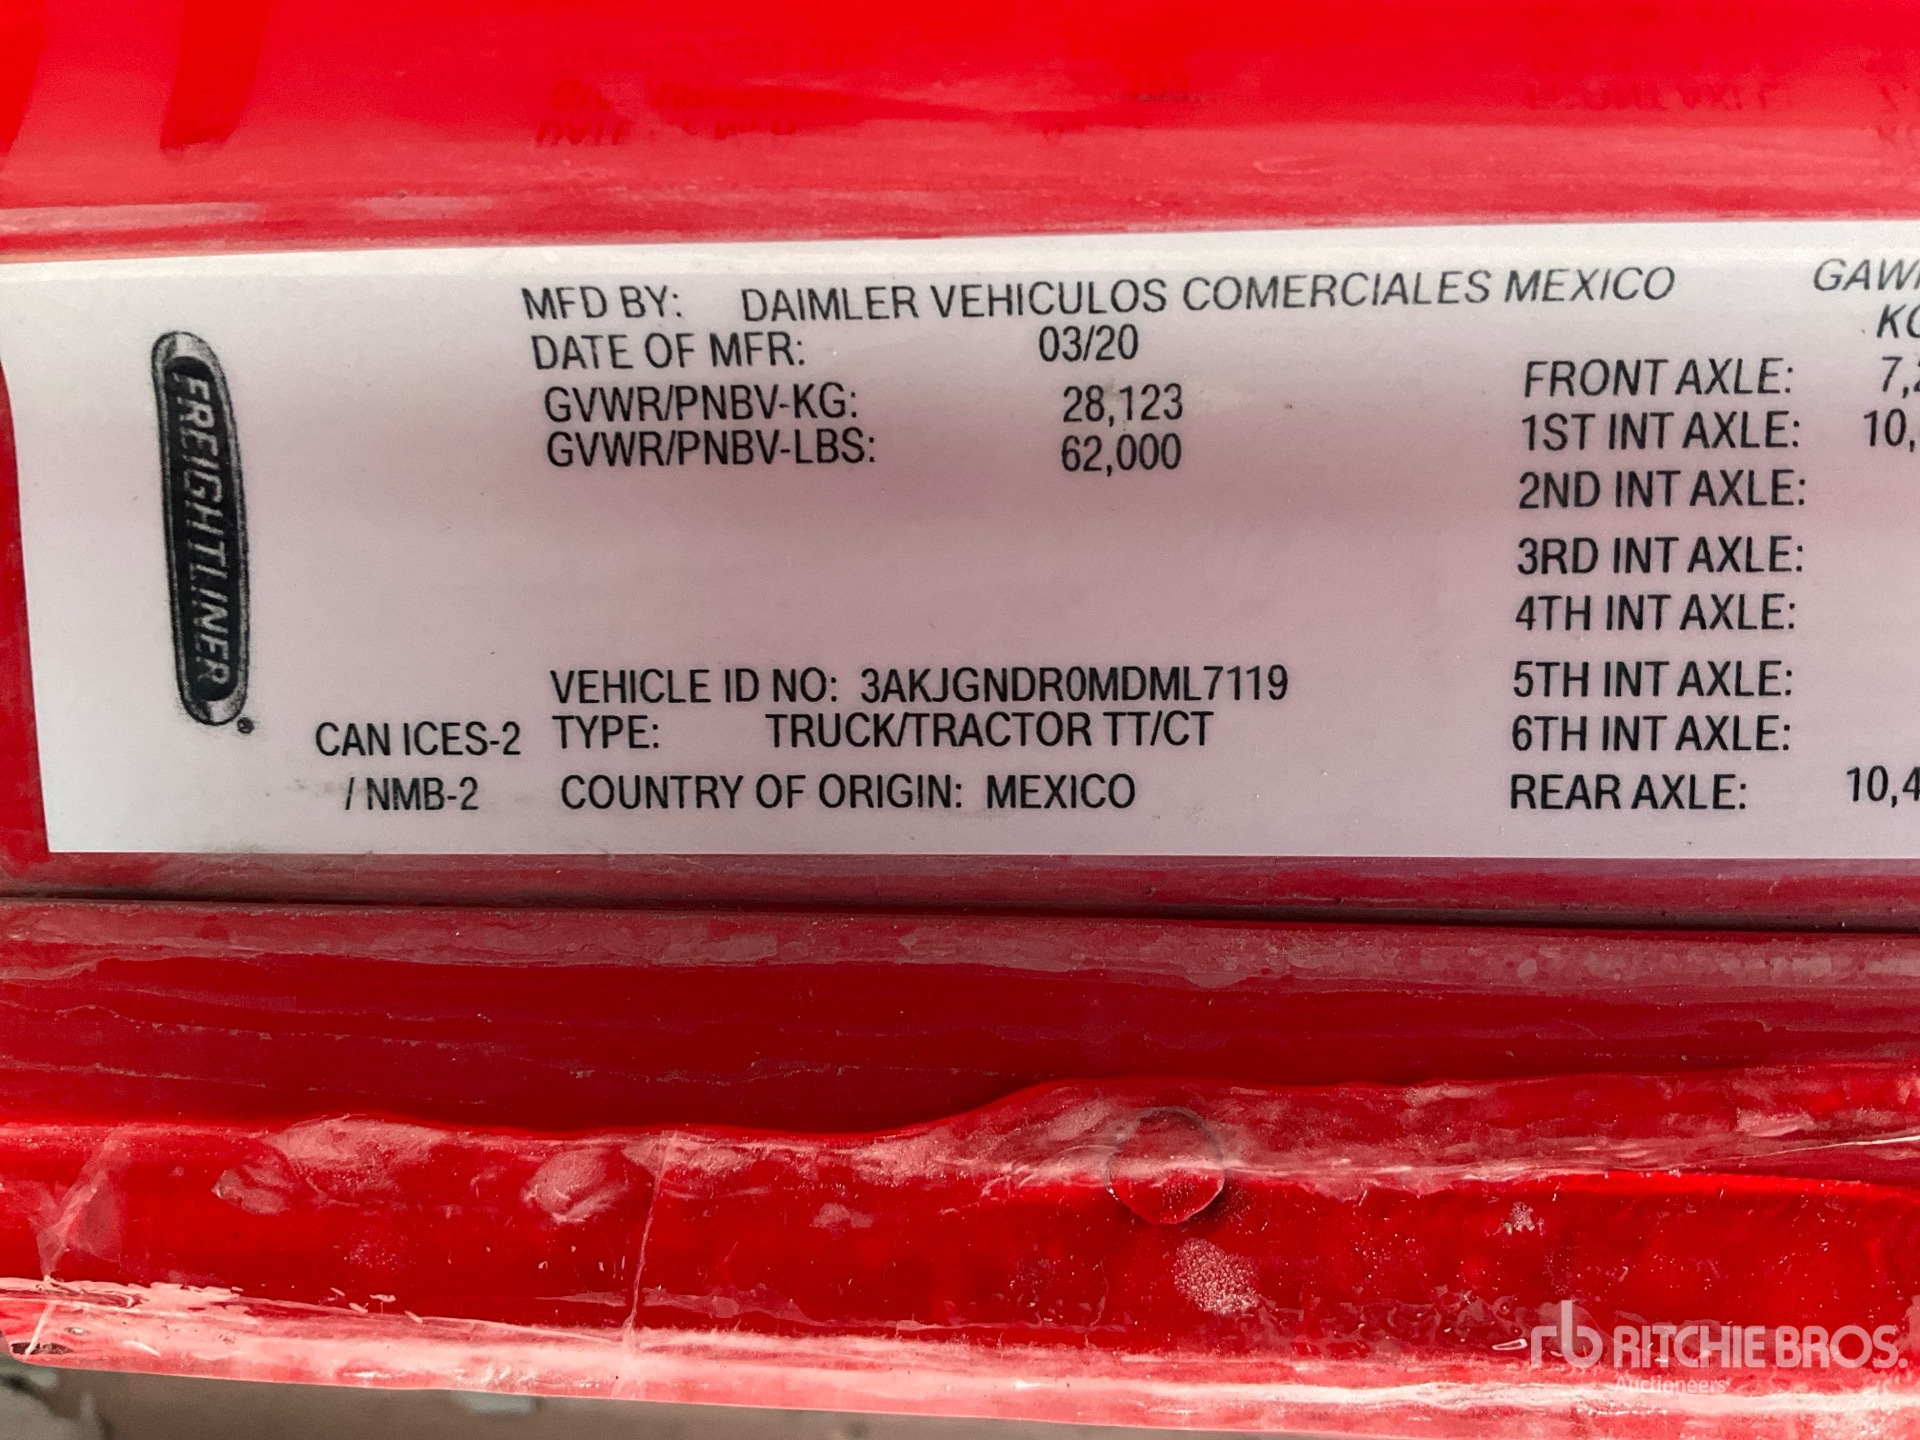 FREIGHTLINER
MFD BY: DAIMLER VEHICULOS COMERCIALES MEXICO
DATE OF MFR: 03/20
GVWR/PNBV-KG: 28,123
GVWR/PNBV-LBS: 62,000
VEHICLE ID NO: 3AKJGNDR0MDML7119
CAN ICES-2 TYPE: TRUCK/TRACTOR TT/CT
/ NMB-2 COUNTRY OF ORIGIN: MEXICO
FRONT AXLE:
1ST INT AXLE:
2ND INT AXLE:
3RD INT AXLE:
4TH INT AXLE:
5TH INT AXLE:
6TH INT AXLE:
REAR AXLE:
rb RITCHIE BROS.
Auctioneers